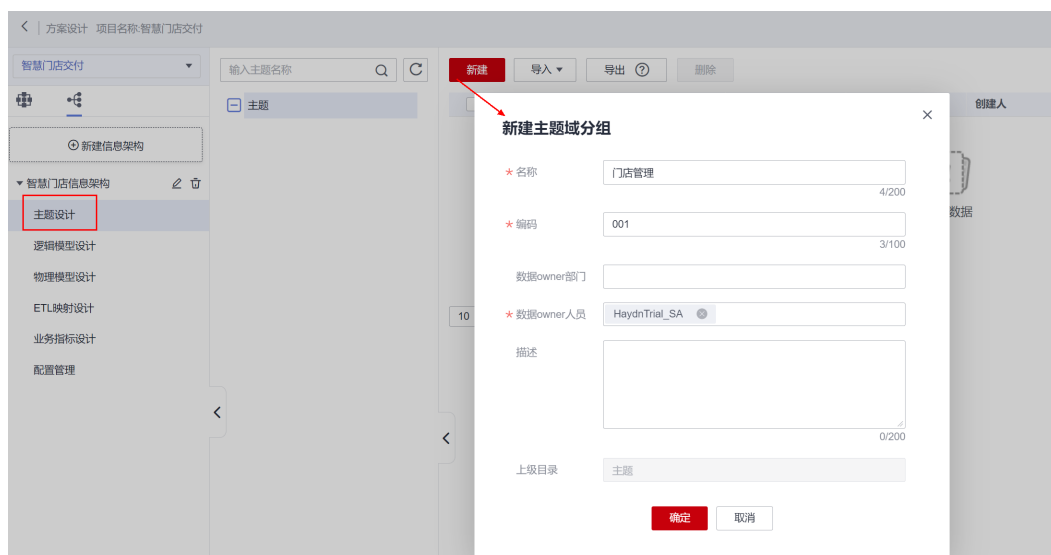 方案设计 项目名称:智慧门店交付
智慧门店交付
新建信息架构
智慧门店信息架构
主题设计
逻辑模型设计
物理模型设计
ETL映射设计
业务指标设计
配置管理
输入主题名称
主题
新建 导入 导出 删除
创建人
数据
10
新建主题域分组
* 名称 门店管理
4/200
* 编码 001
3/100
数据owner部门
* 数据owner人员 HaydnTrial_SA
描述
0/200
上级目录 主题
确定 取消